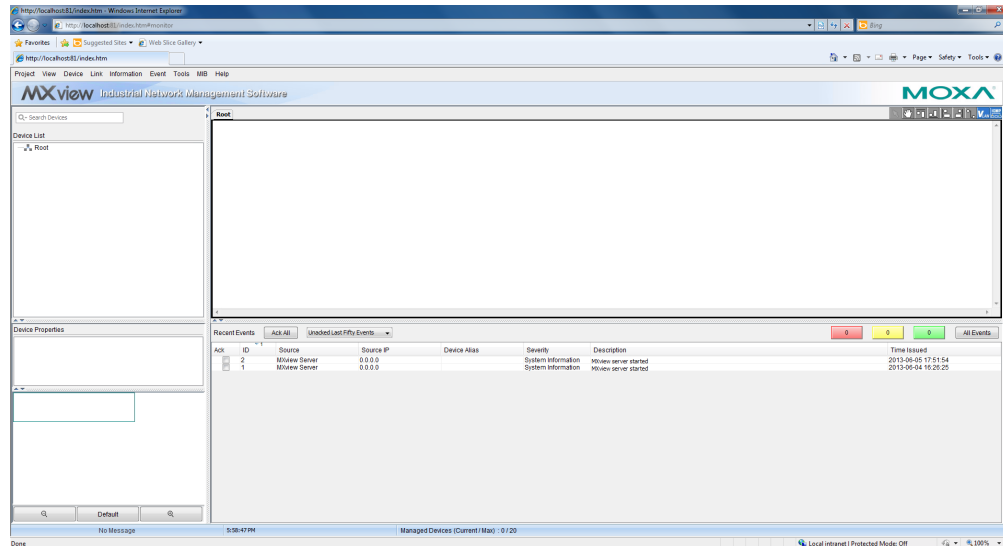 http://localhost:81/index.htm - Windows Internet Explorer
http://localhost:81/index.htm#monitor
Bing
Favorites Suggested Sites Web Slice Gallery
http://localhost:81/index.htm
Page Safety Tools
Project View Device Link Information Event Tools MIB Help
MXview Industrial Network Management Software
MOXA
Search Devices
Root
Device List
Root
Device Properties
Recent Events Ack All Unacked Last Fifty Events 0 0 0 All Events
Ack ID Source Source IP Device Alias Severity Description Time Issued
2 MXview Server 0.0.0.0 System Information MXview server started 2013-06-05 17:51:54
1 MXview Server 0.0.0.0 System Information MXview server started 2013-06-04 16:26:25
Default
No Message 5:58:47 PM Managed Devices (Current / Max) : 0 / 20
Done Local intranet | Protected Mode: Off 100%